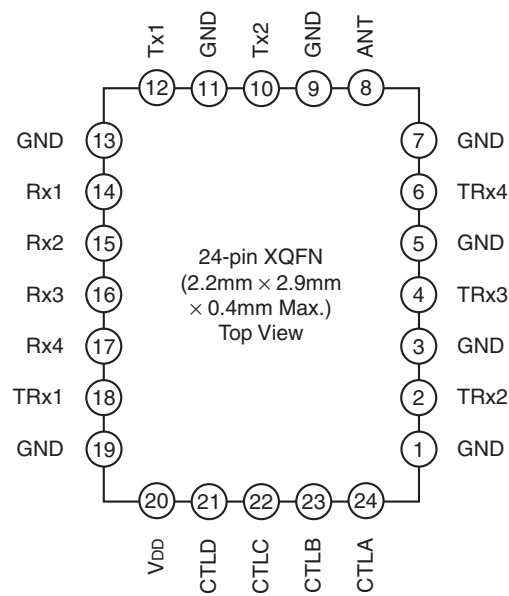 Tx1 GND Tx2 GND ANT
12 11 10 9 8
GND 13 7 GND
Rx1 14 6 TRx4
Rx2 15 5 GND
Rx3 16 4 TRx3
Rx4 17 3 GND
TRx1 18 2 TRx2
GND 19 1 GND
24-pin XQFN
(2.2mm × 2.9mm
× 0.4mm Max.)
Top View
20 21 22 23 24
VDD CTLD CTLC CTLB CTLA